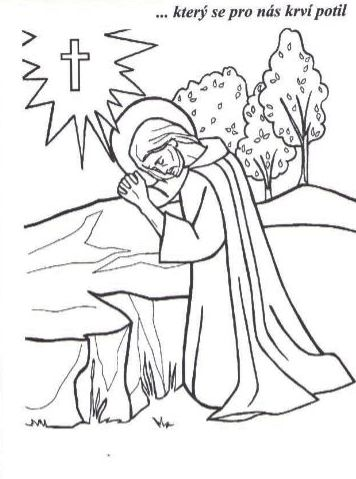 ... který se pro nás krví potil